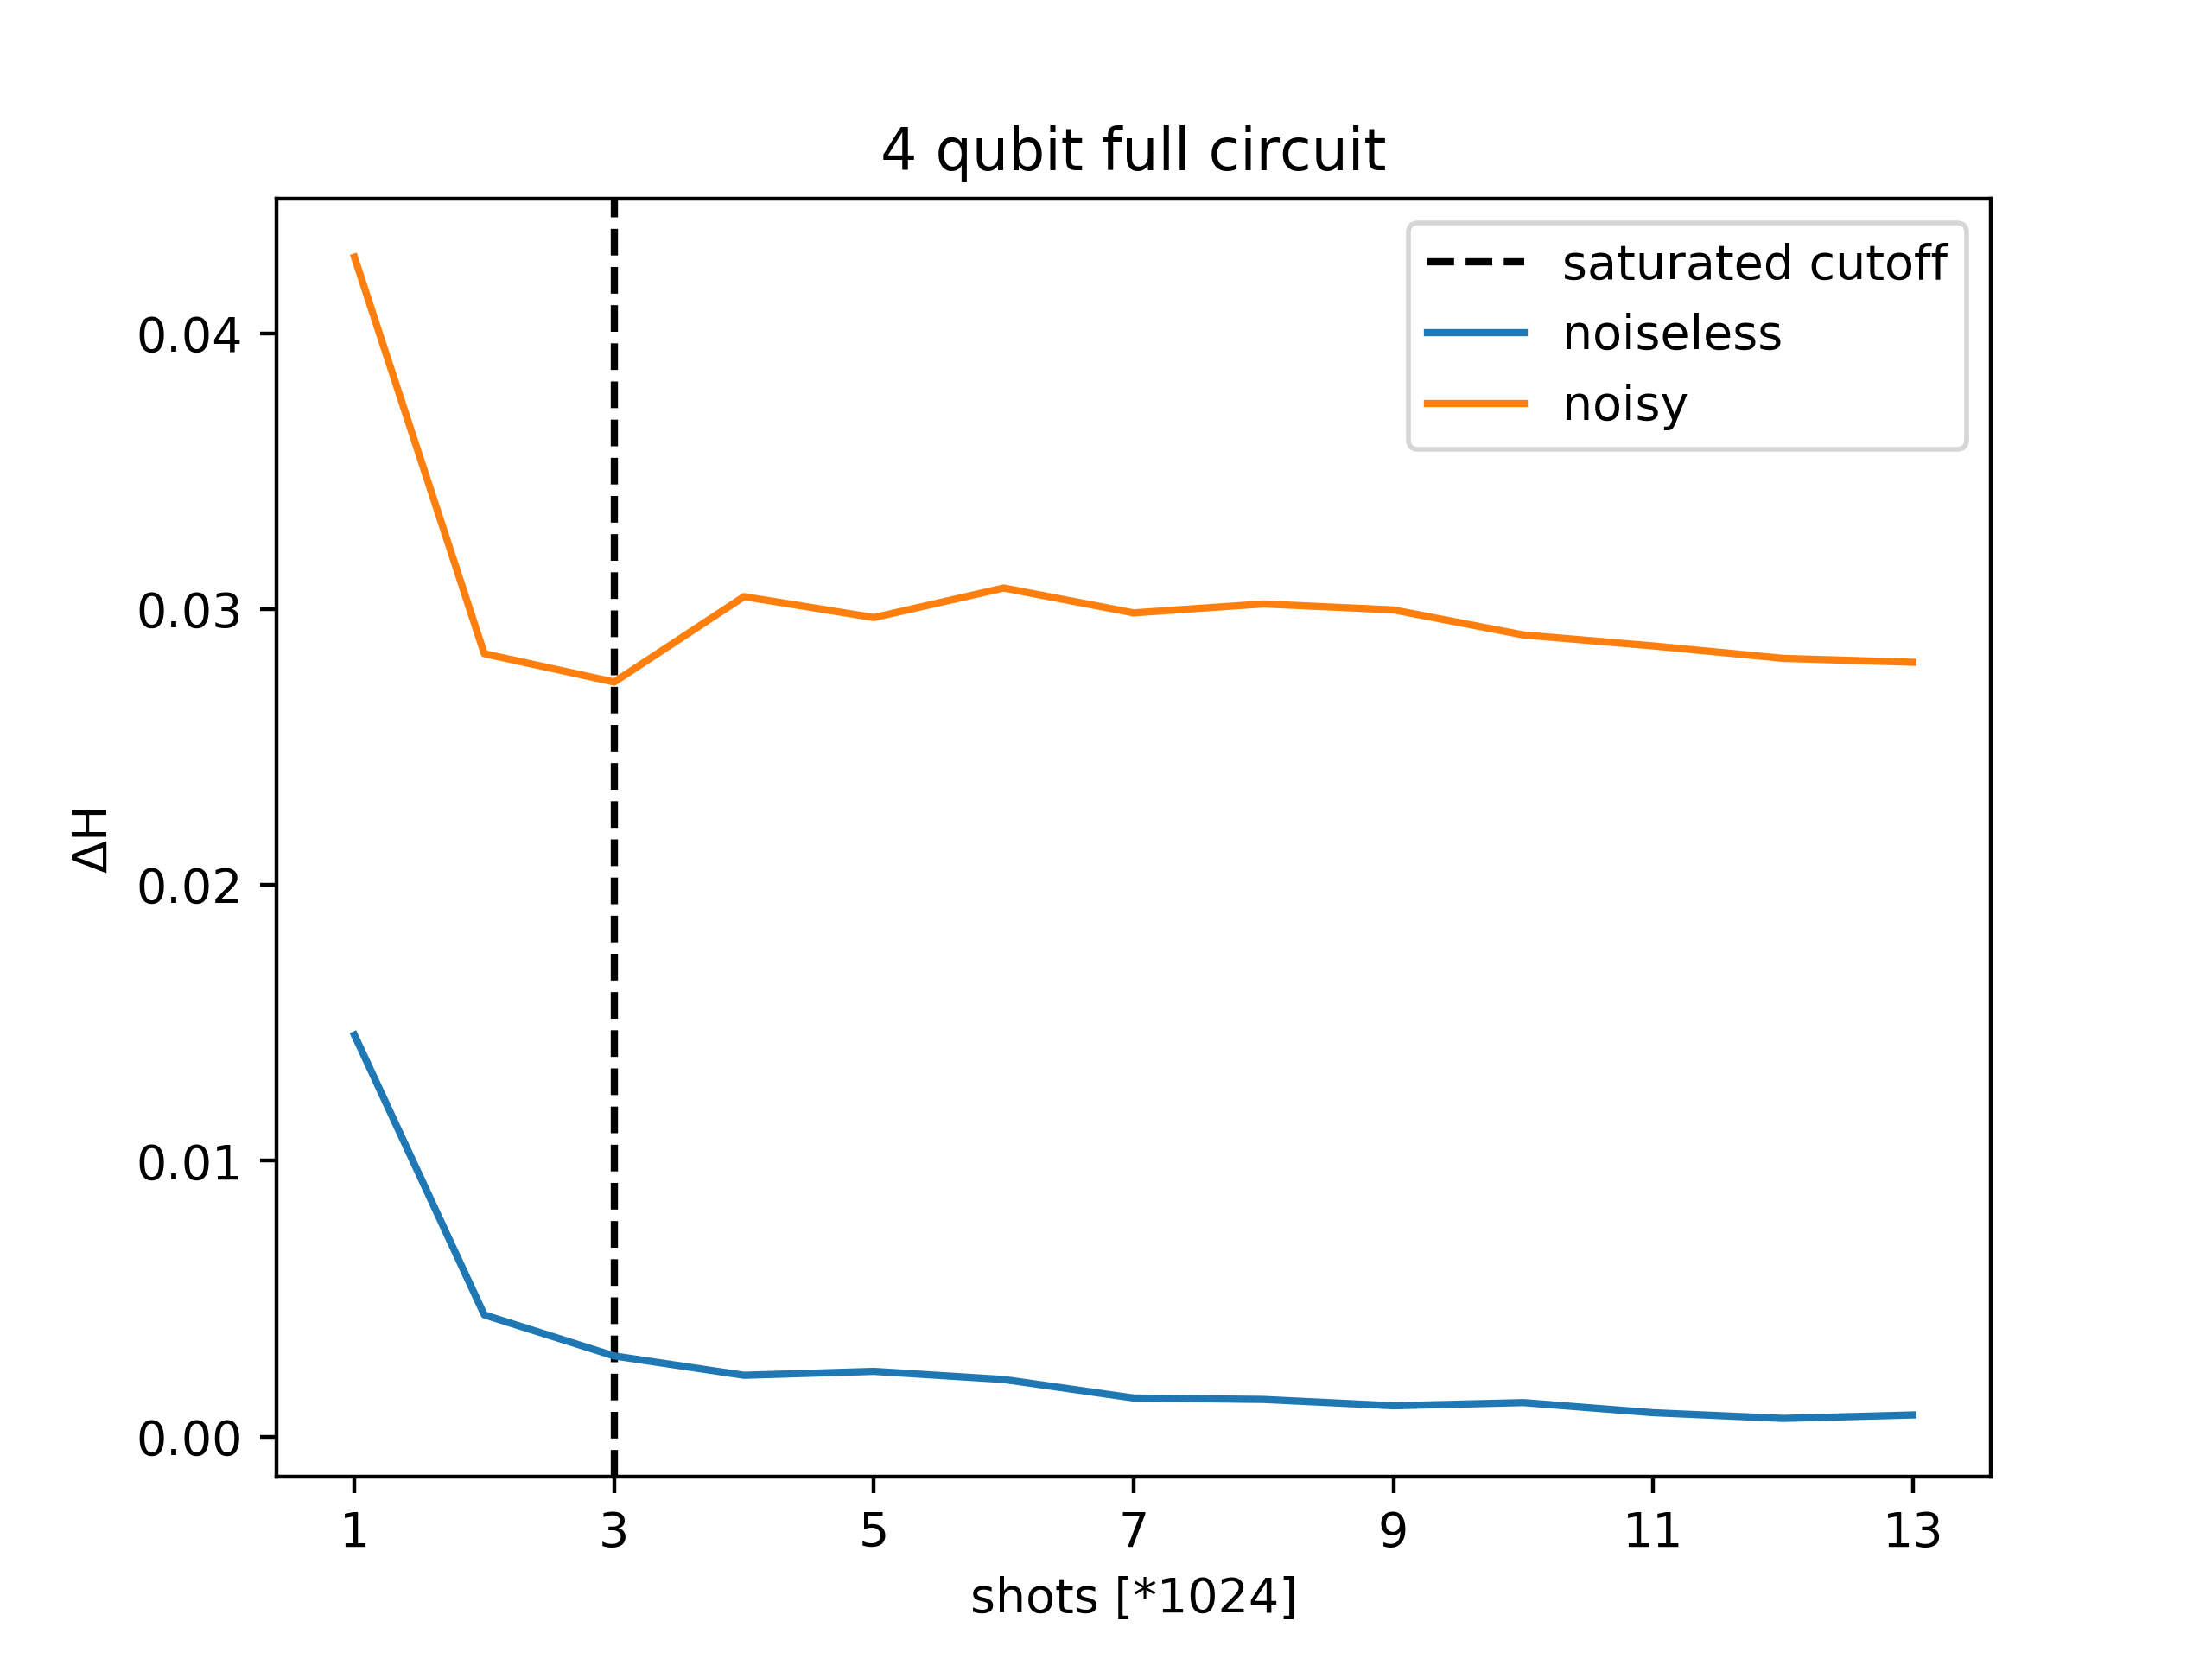 4 qubit full circuit
saturated cutoff
noiseless
noisy
0.04
0.03
0.02
0.01
0.00
ΔH
1 3 5 7 9 11 13
shots [*1024]